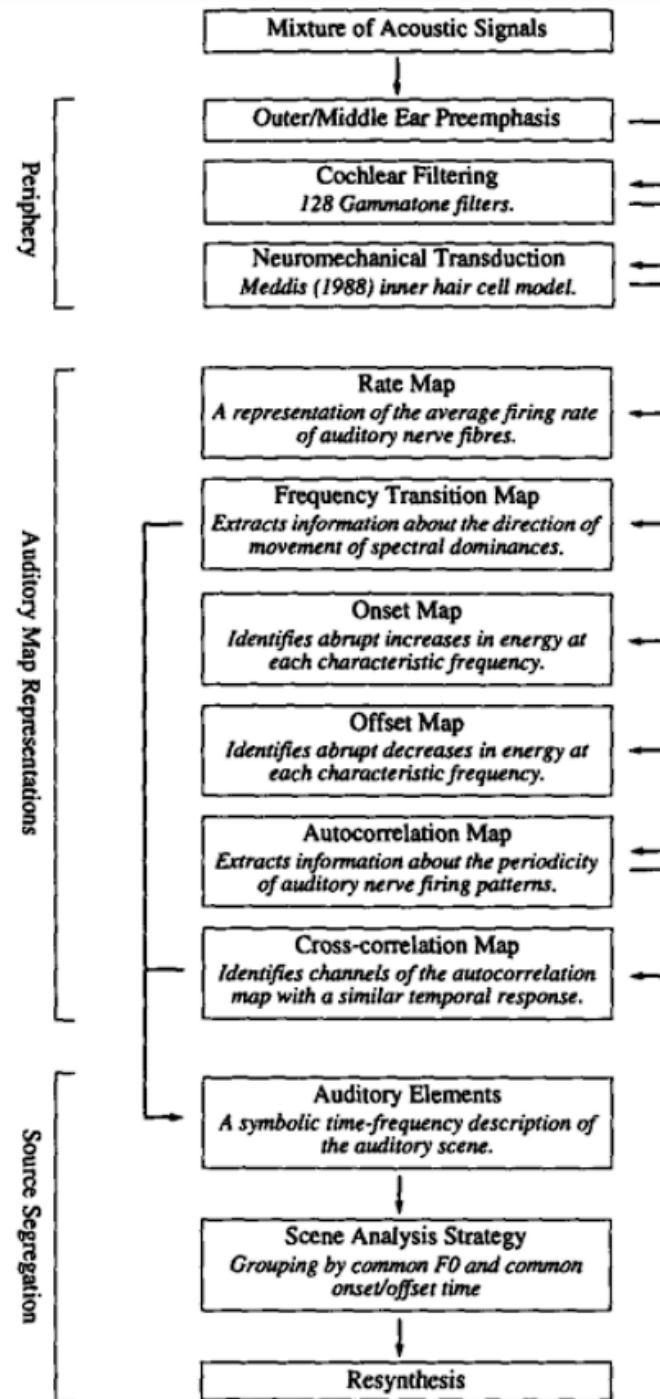 Mixture of Acoustic Signals
Periphery
Outer/Middle Ear Preemphasis
Cochlear Filtering
128 Gammatone filters.
Neuromechanical Transduction
Meddis (1988) inner hair cell model.
Auditory Map Representations
Rate Map
A representation of the average firing rate
of auditory nerve fibres.
Frequency Transition Map
Extracts information about the direction of
movement of spectral dominances.
Onset Map
Identifies abrupt increases in energy at
each characteristic frequency.
Offset Map
Identifies abrupt decreases in energy at
each characteristic frequency.
Autocorrelation Map
Extracts information about the periodicity
of auditory nerve firing patterns.
Cross-correlation Map
Identifies channels of the autocorrelation
map with a similar temporal response.
Source Segregation
Auditory Elements
A symbolic time-frequency description of
the auditory scene.
Scene Analysis Strategy
Grouping by common F0 and common
onset/offset time
Resynthesis